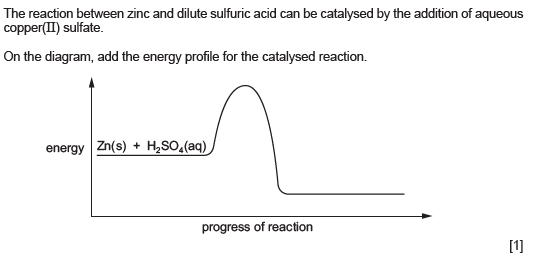 The reaction between zinc and dilute sulfuric acid can be catalysed by the addition of aqueous
copper(II) sulfate.
On the diagram, add the energy profile for the catalysed reaction.
energy
Zn(s) + H₂SO₄(aq)
progress of reaction
[1]